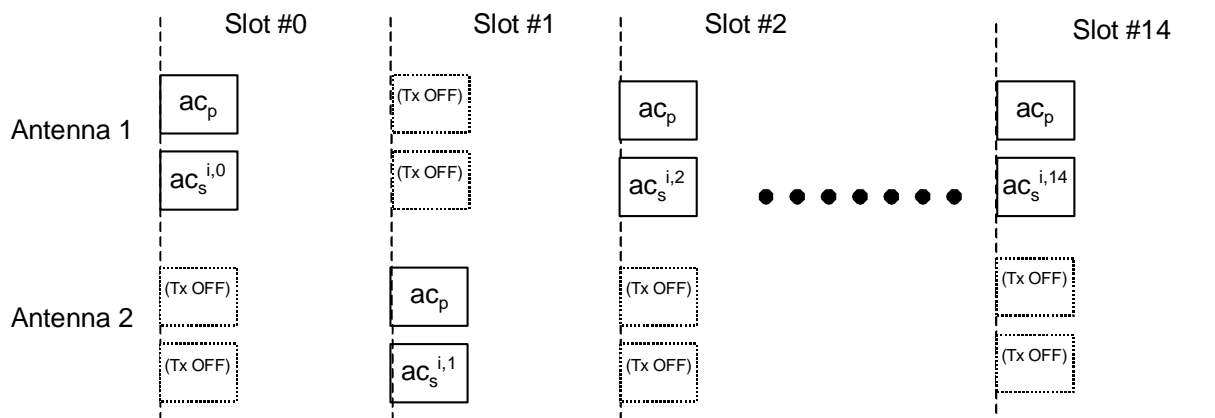 Slot #0 Slot #1 Slot #2 Slot #14
ac_p (Tx OFF) ac_p ac_p
Antenna 1
ac_s^i,0 (Tx OFF) ac_s^i,2 ac_s^i,14
(Tx OFF) ac_p (Tx OFF) (Tx OFF)
Antenna 2
(Tx OFF) ac_s^i,1 (Tx OFF) (Tx OFF)